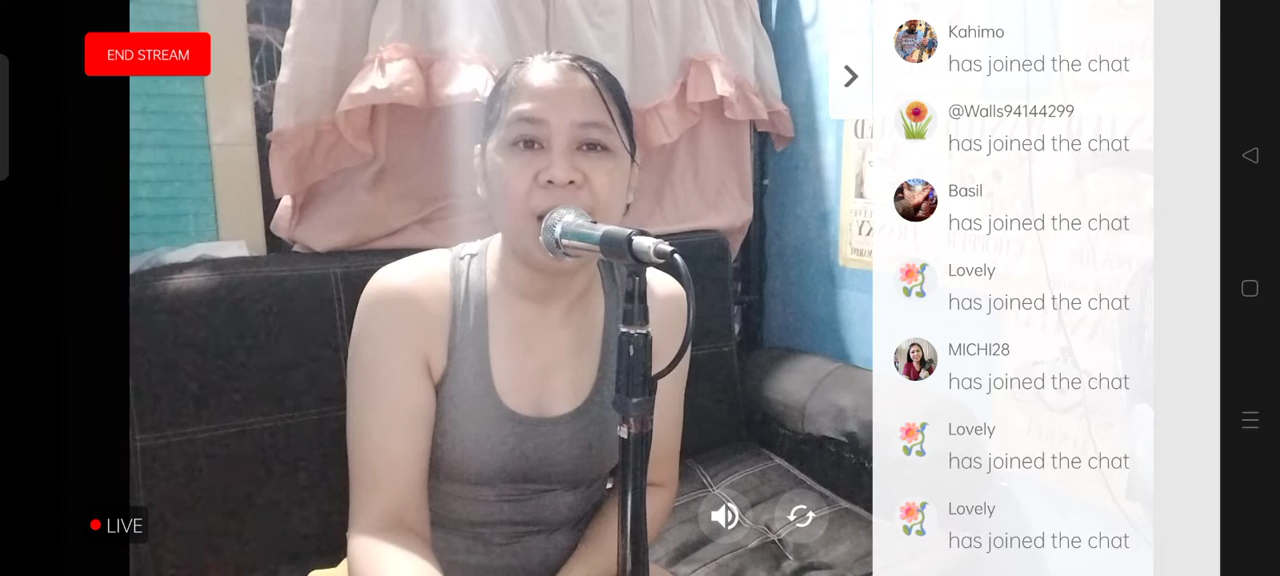 END STREAM
LIVE
Kahimo
has joined the chat
@Walls94144299
has joined the chat
Basil
has joined the chat
Lovely
has joined the chat
MICHI28
has joined the chat
Lovely
has joined the chat
Lovely
has joined the chat